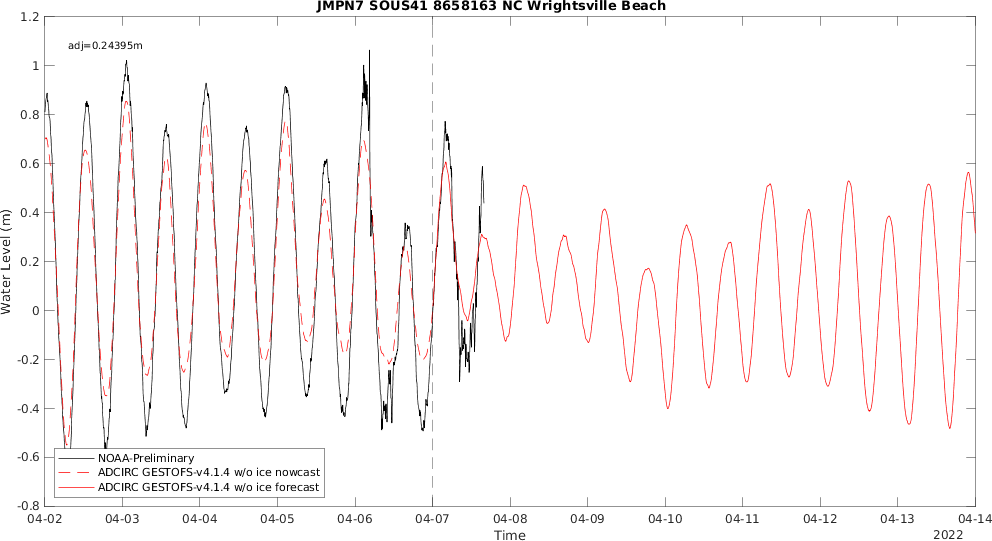 JMPN7 SOUS41 8658163 NC Wrightsville Beach
adj=0.24395m
1.2
1
0.8
0.6
0.4
0.2
0
-0.2
-0.4
-0.6
-0.8
Water Level (m)
NOAA-Preliminary
ADCIRC GESTOFS-v4.1.4 w/o ice nowcast
ADCIRC GESTOFS-v4.1.4 w/o ice forecast
04-02 04-03 04-04 04-05 04-06 04-07 04-08 04-09 04-10 04-11 04-12 04-13 04-14
Time
2022